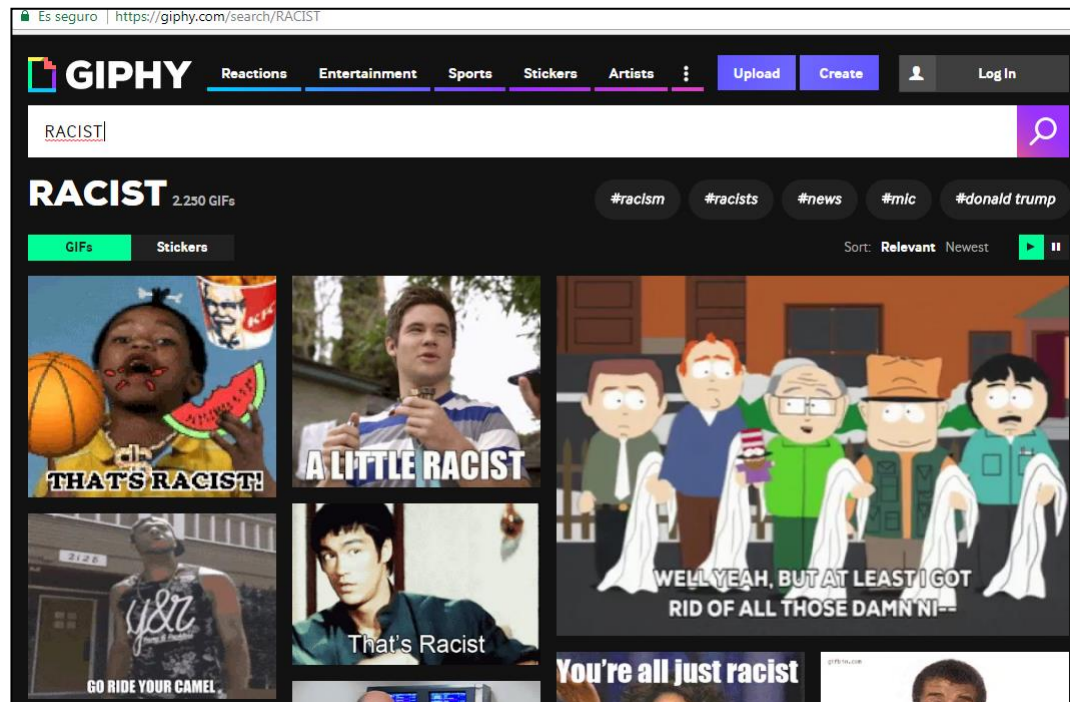 Es seguro | https://giphy.com/search/RACIST
GIPHY
Reactions Entertainment Sports Stickers Artists Upload Create Log In
RACIST
RACIST 2.250 GIFs
#racism #racists #news #mic #donald trump
GIFs Stickers
Sort: Relevant Newest
KFC
THAT'S RACIST!
A LITTLE RACIST
WELL YEAH, BUT AT LEAST I GOT
RID OF ALL THOSE DAMN NI--
2128
y&r
GO RIDE YOUR CAMEL
That's Racist
You're all just racist